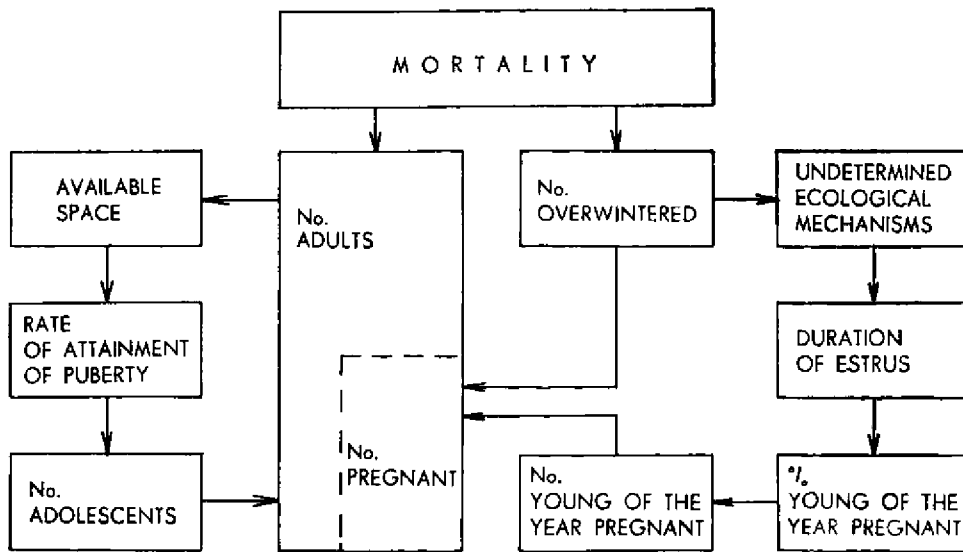 MORTALITY
AVAILABLE
SPACE
No.
ADULTS
No.
OVERWINTERED
UNDETERMINED
ECOLOGICAL
MECHANISMS
RATE
OF ATTAINMENT
OF PUBERTY
DURATION
OF ESTRUS
No.
ADOLESCENTS
No.
PREGNANT
No.
YOUNG OF THE
YEAR PREGNANT
%
YOUNG OF THE
YEAR PREGNANT